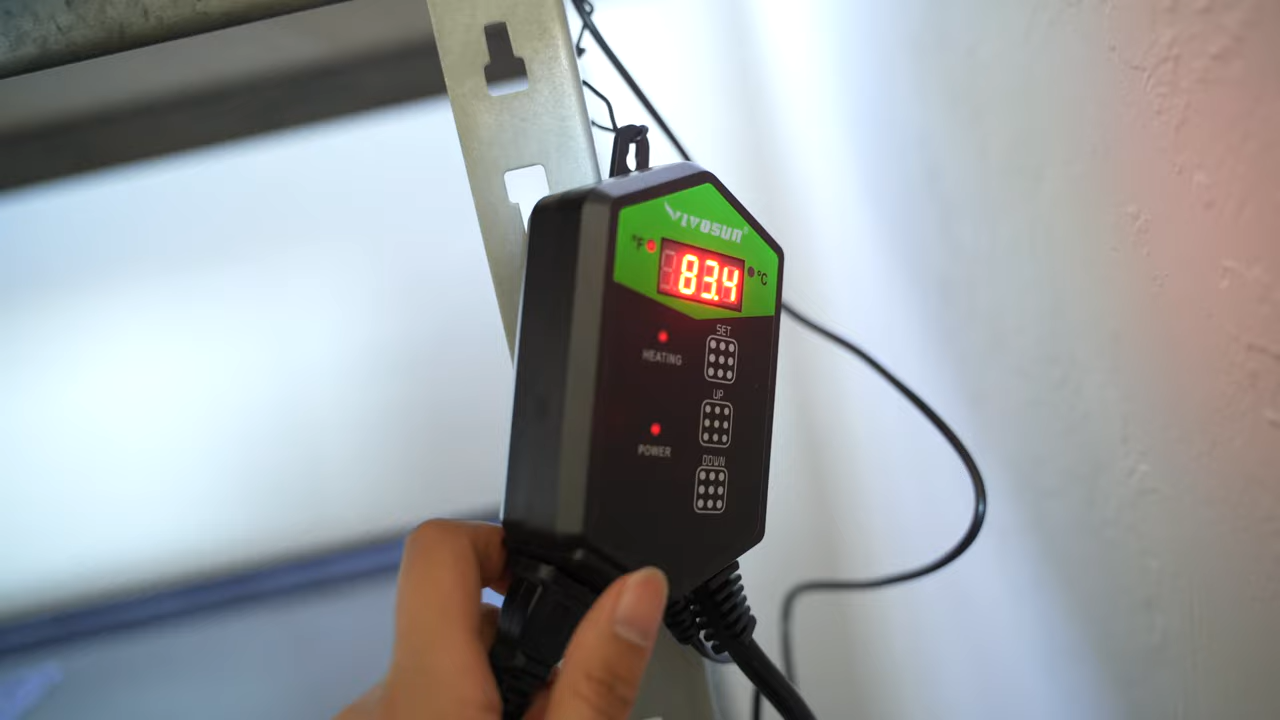 VIVOSUN®
°F 83.4 °C
SET
HEATING
UP
POWER
DOWN